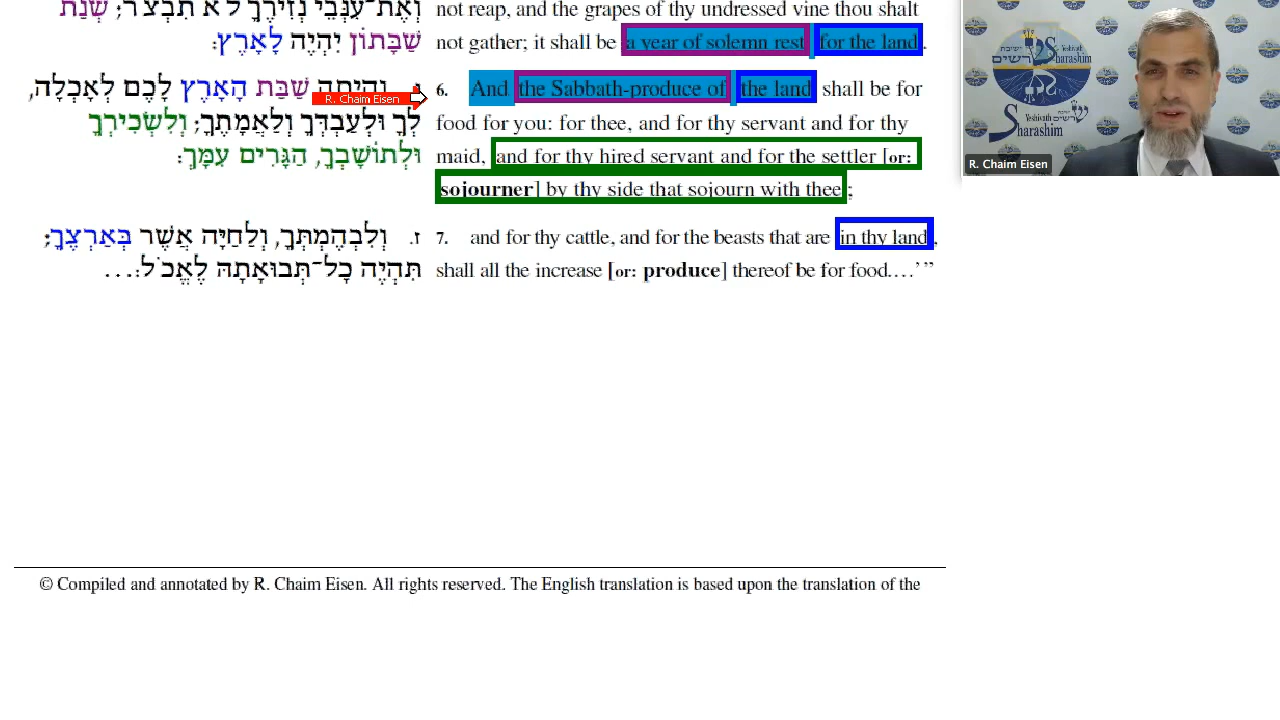 וְאֶת־עִנְּבֵי נְזִירֶךָ לֹא תִבְצֹר; שְׁנַת
שַׁבָּתוֹן יִהְיֶה לָאָרֶץ:
וְהָיְתָה שַׁבַּת הָאָרֶץ לָכֶם לְאָכְלָה,
לְךָ וּלְעַבְדְּךָ וְלַאֲמָתֶךָ; וְלִשְׂכִירְךָ
וּלְתוֹשָׁבְךָ, הַגָּרִים עִמָּךְ:
ז. וְלִבְהֶמְתְּךָ, וְלַחַיָּה אֲשֶׁר בְּאַרְצֶךָ;
תִּהְיֶה כָל־תְּבוּאָתָהּ לֶאֱכֹל:...
not reap, and the grapes of thy undressed vine thou shalt
not gather; it shall be a year of solemn rest for the land.
6. And the Sabbath-produce of the land shall be for
food for you: for thee, and for thy servant and for thy
maid, and for thy hired servant and for the settler [or:
sojourner] by thy side that sojourn with thee;
7. and for thy cattle, and for the beasts that are in thy land,
shall all the increase [or: produce] thereof be for food....’”
© Compiled and annotated by R. Chaim Eisen. All rights reserved. The English translation is based upon the translation of the
R. Chaim Eisen
Yeshivath
Sharashim
ישיבת
שרשים
Yeshivath
Sharashim
R. Chaim Eisen